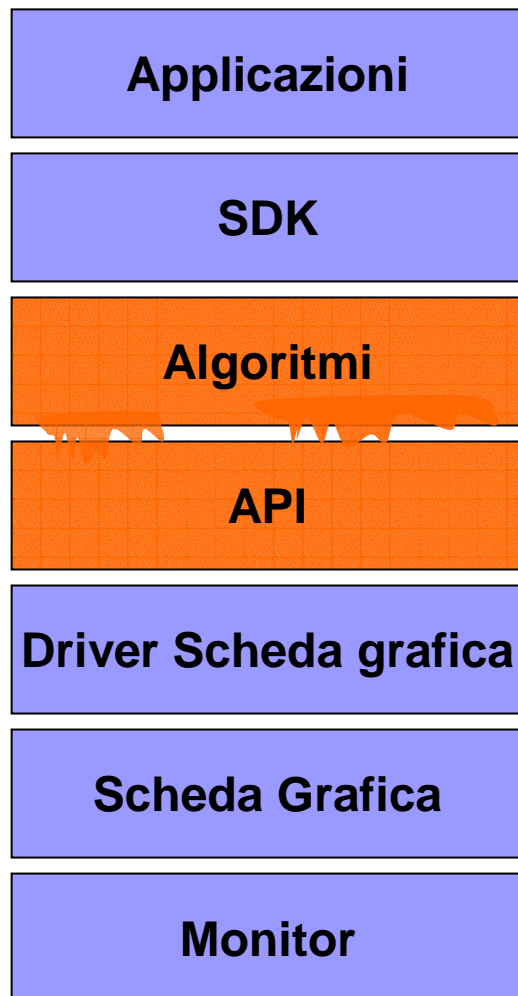 Applicazioni
SDK
Algoritmi
API
Driver Scheda grafica
Scheda Grafica
Monitor